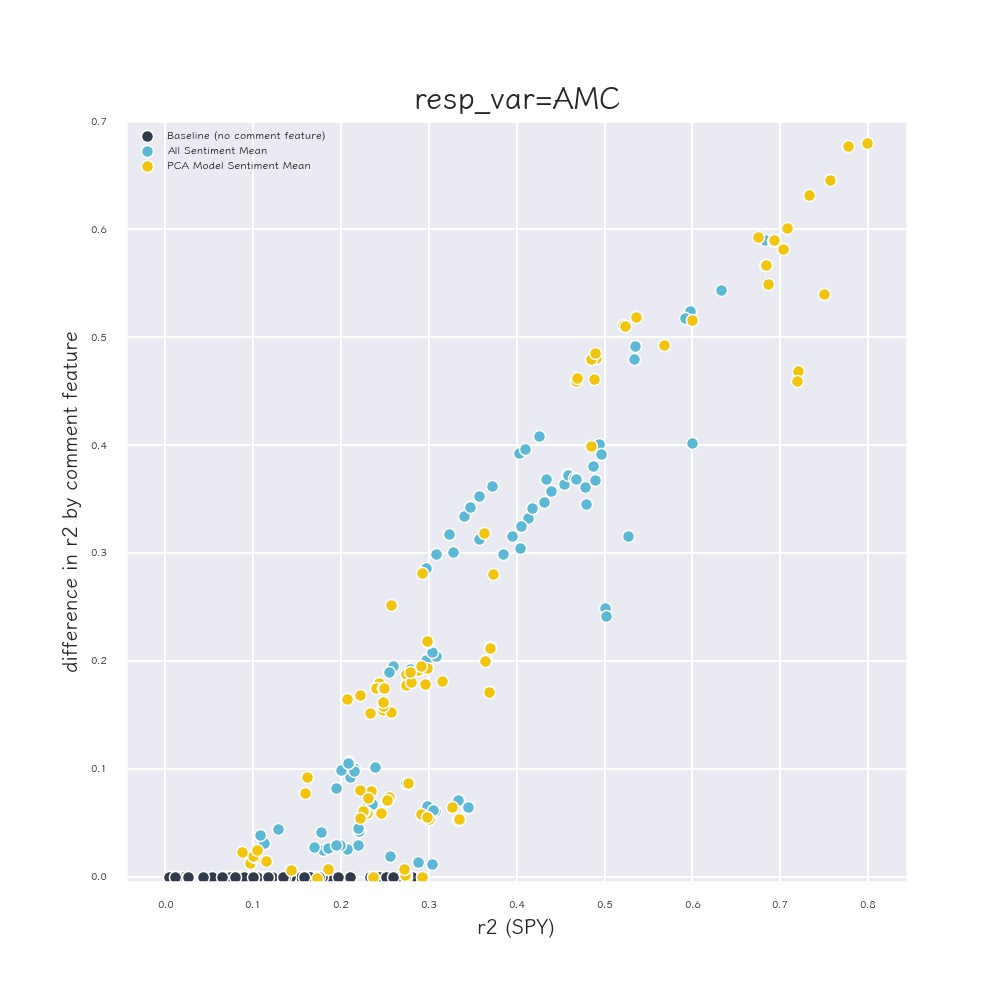 resp_var=AMC
Baseline (no comment feature)
All Sentiment Mean
PCA Model Sentiment Mean
difference in r2 by comment feature
0.7
0.6
0.5
0.4
0.3
0.2
0.1
0.0
0.0 0.1 0.2 0.3 0.4 0.5 0.6 0.7 0.8
r2 (SPY)